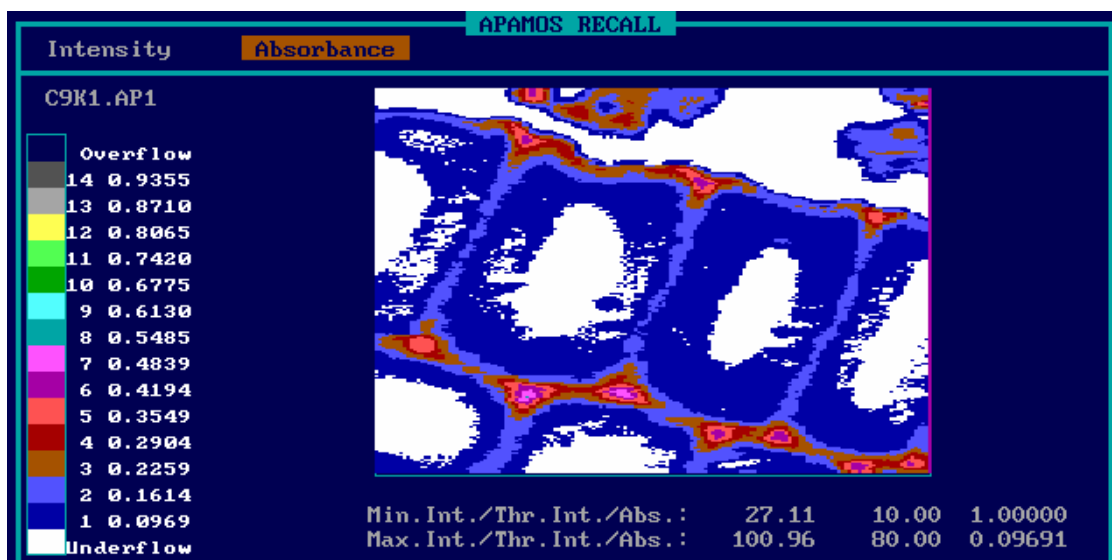 APAMOS RECALL
Intensity Absorbance
C9K1.AP1
Overflow
14 0.9355
13 0.8710
12 0.8065
11 0.7420
10 0.6775
9 0.6130
8 0.5485
7 0.4839
6 0.4194
5 0.3549
4 0.2904
3 0.2259
2 0.1614
1 0.0969
Underflow
Min.Int./Thr.Int./Abs.: 27.11 10.00 1.00000
Max.Int./Thr.Int./Abs.: 100.96 80.00 0.09691